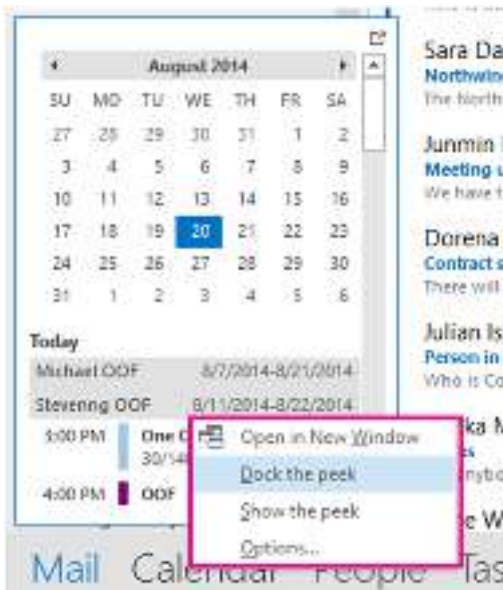 August 2014
SU MO TU WE TH FR SA
27 28 29 30 31 1 2
3 4 5 6 7 8 9
10 11 12 13 14 15 16
17 18 19 20 21 22 23
24 25 26 27 28 29 30
31 1 2 3 4 5 6
Today
Michael OOF 8/7/2014-8/21/2014
OOF 8/11/2014-8/22/2014
3:00 PM One
4:00 PM OOF
Open in New Window
Dock the peek
Show the peek
Options...
Sara Da
Northwin
The North
Junmin
Meeting u
We have t
Dorena
Contract s
There will
Julian Is
Person in
Who is Co
ka M
e W
Mail Calendar People Tas